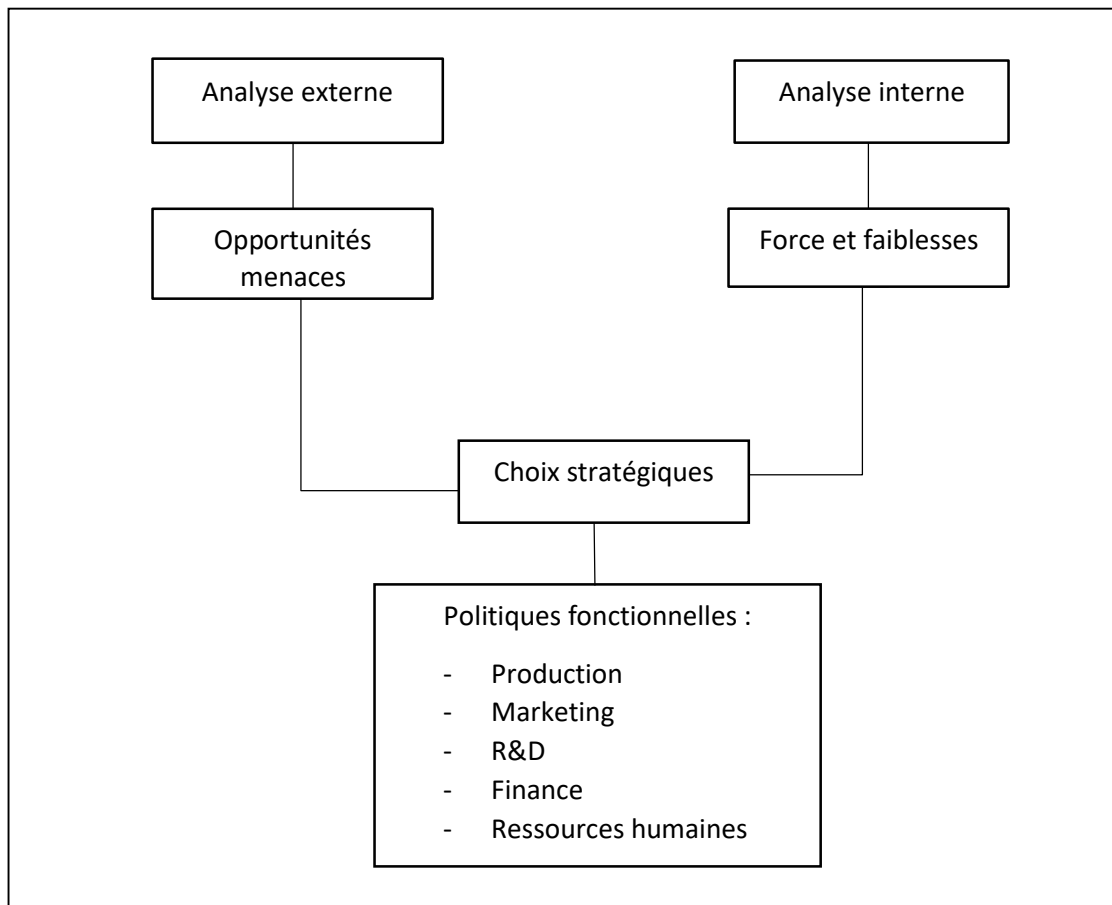 Analyse externe
Analyse interne
Opportunités
menaces
Force et faiblesses
Choix stratégiques
Politiques fonctionnelles :
- Production
- Marketing
- R&D
- Finance
- Ressources humaines